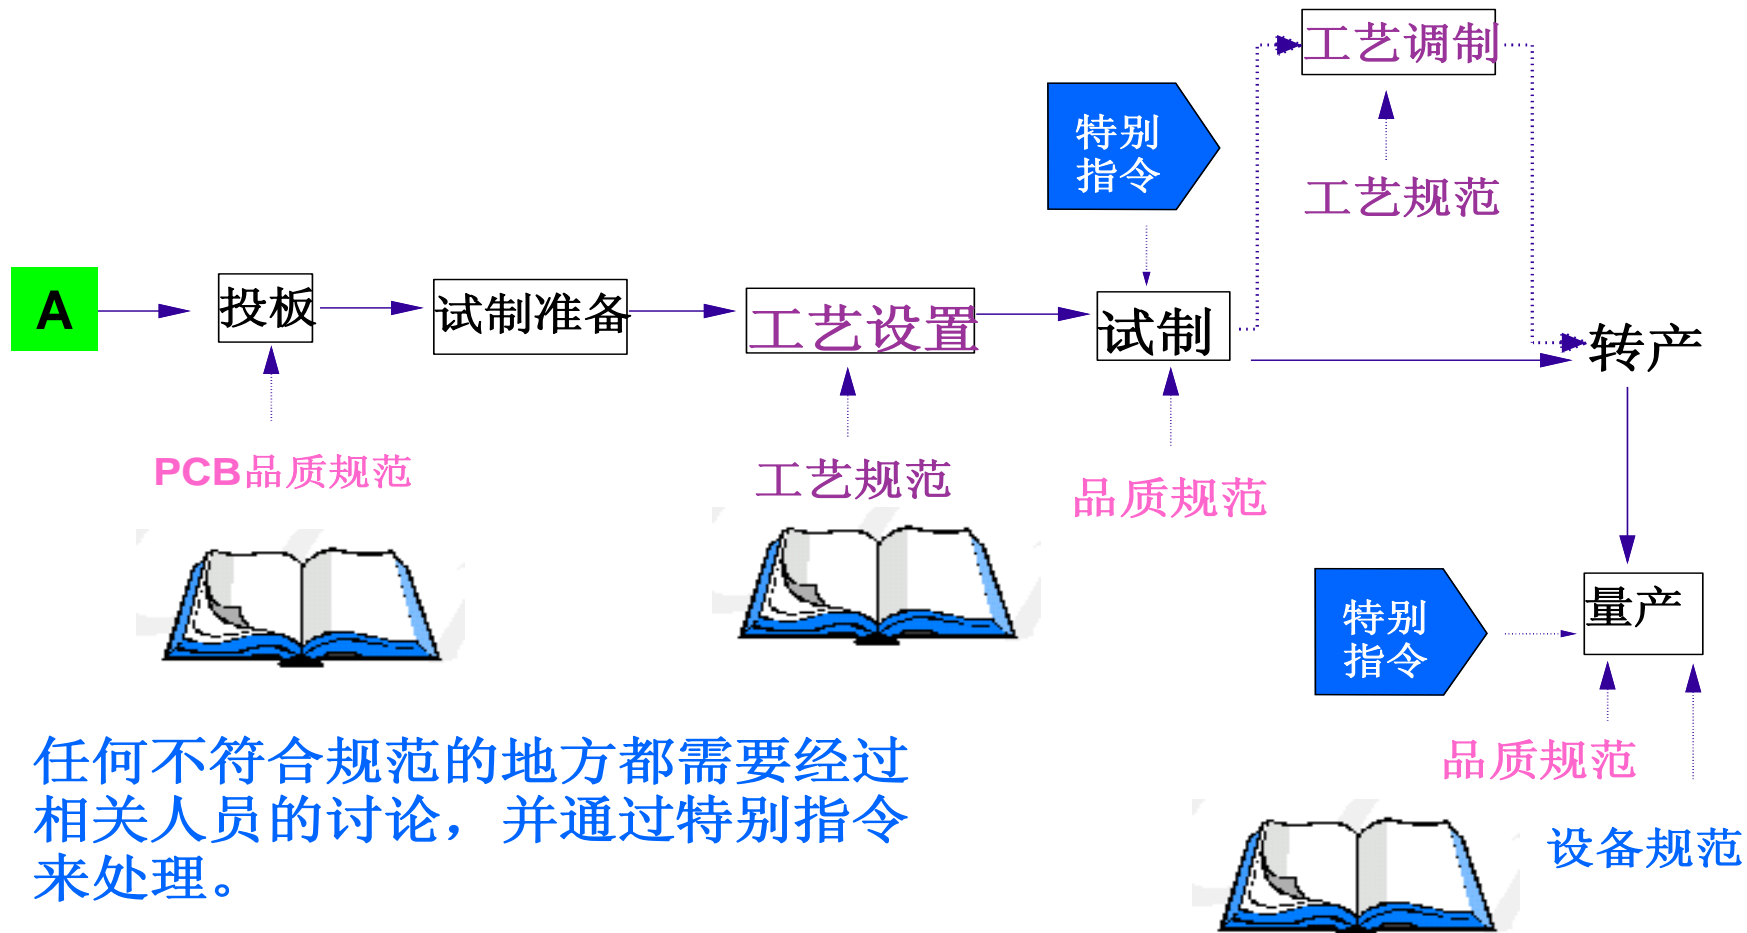 工艺调制
特别
指令
工艺规范
A
投板
试制准备
工艺设置
试制
转产
PCB品质规范
工艺规范
品质规范
特别
指令
量产
品质规范
设备规范
任何不符合规范的地方都需要经过
相关人员的讨论，并通过特别指令
来处理。